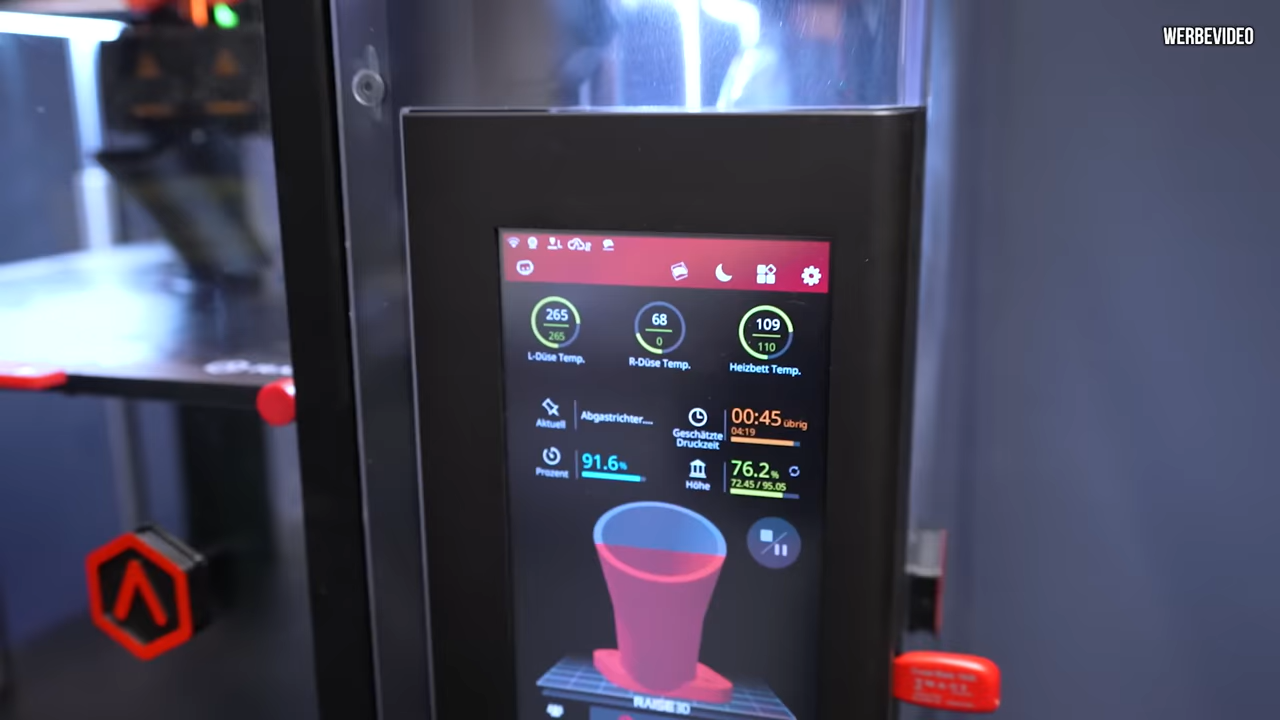 WERBEVIDEO
265
265
L-Düse Temp.
68
0
R-Düse Temp.
109
110
Heizbett Temp.
Aktuell
Abgastrichter....
Geschätzte
Druckzeit
00:45 übrig
04:19
Prozent
91.6%
Höhe
76.2%
72.45 / 95.05
RAISE3D